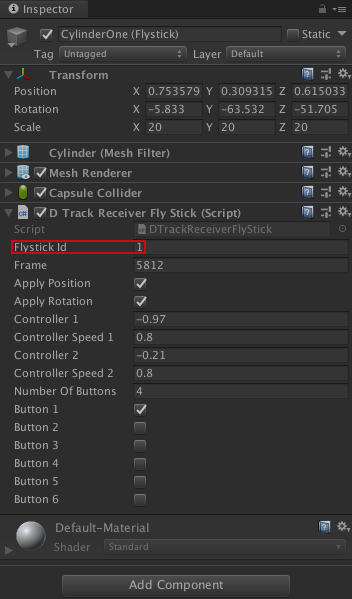 Inspector
CylinderOne (Flystick) Static
Tag Untagged Layer Default
Transform
Position X 0.753579 Y 0.309315 Z 0.615033
Rotation X −5.833 Y −63.532 Z −51.705
Scale X 20 Y 20 Z 20
Cylinder (Mesh Filter)
Mesh Renderer
Capsule Collider
D Track Receiver Fly Stick (Script)
Script DTrackReceiverFlyStick
Flystick Id 1
Frame 5812
Apply Position
Apply Rotation
Controller 1 −0.97
Controller Speed 1 0.8
Controller 2 −0.21
Controller Speed 2 0.8
Number Of Buttons 4
Button 1
Button 2
Button 3
Button 4
Button 5
Button 6
Default-Material
Shader Standard
Add Component